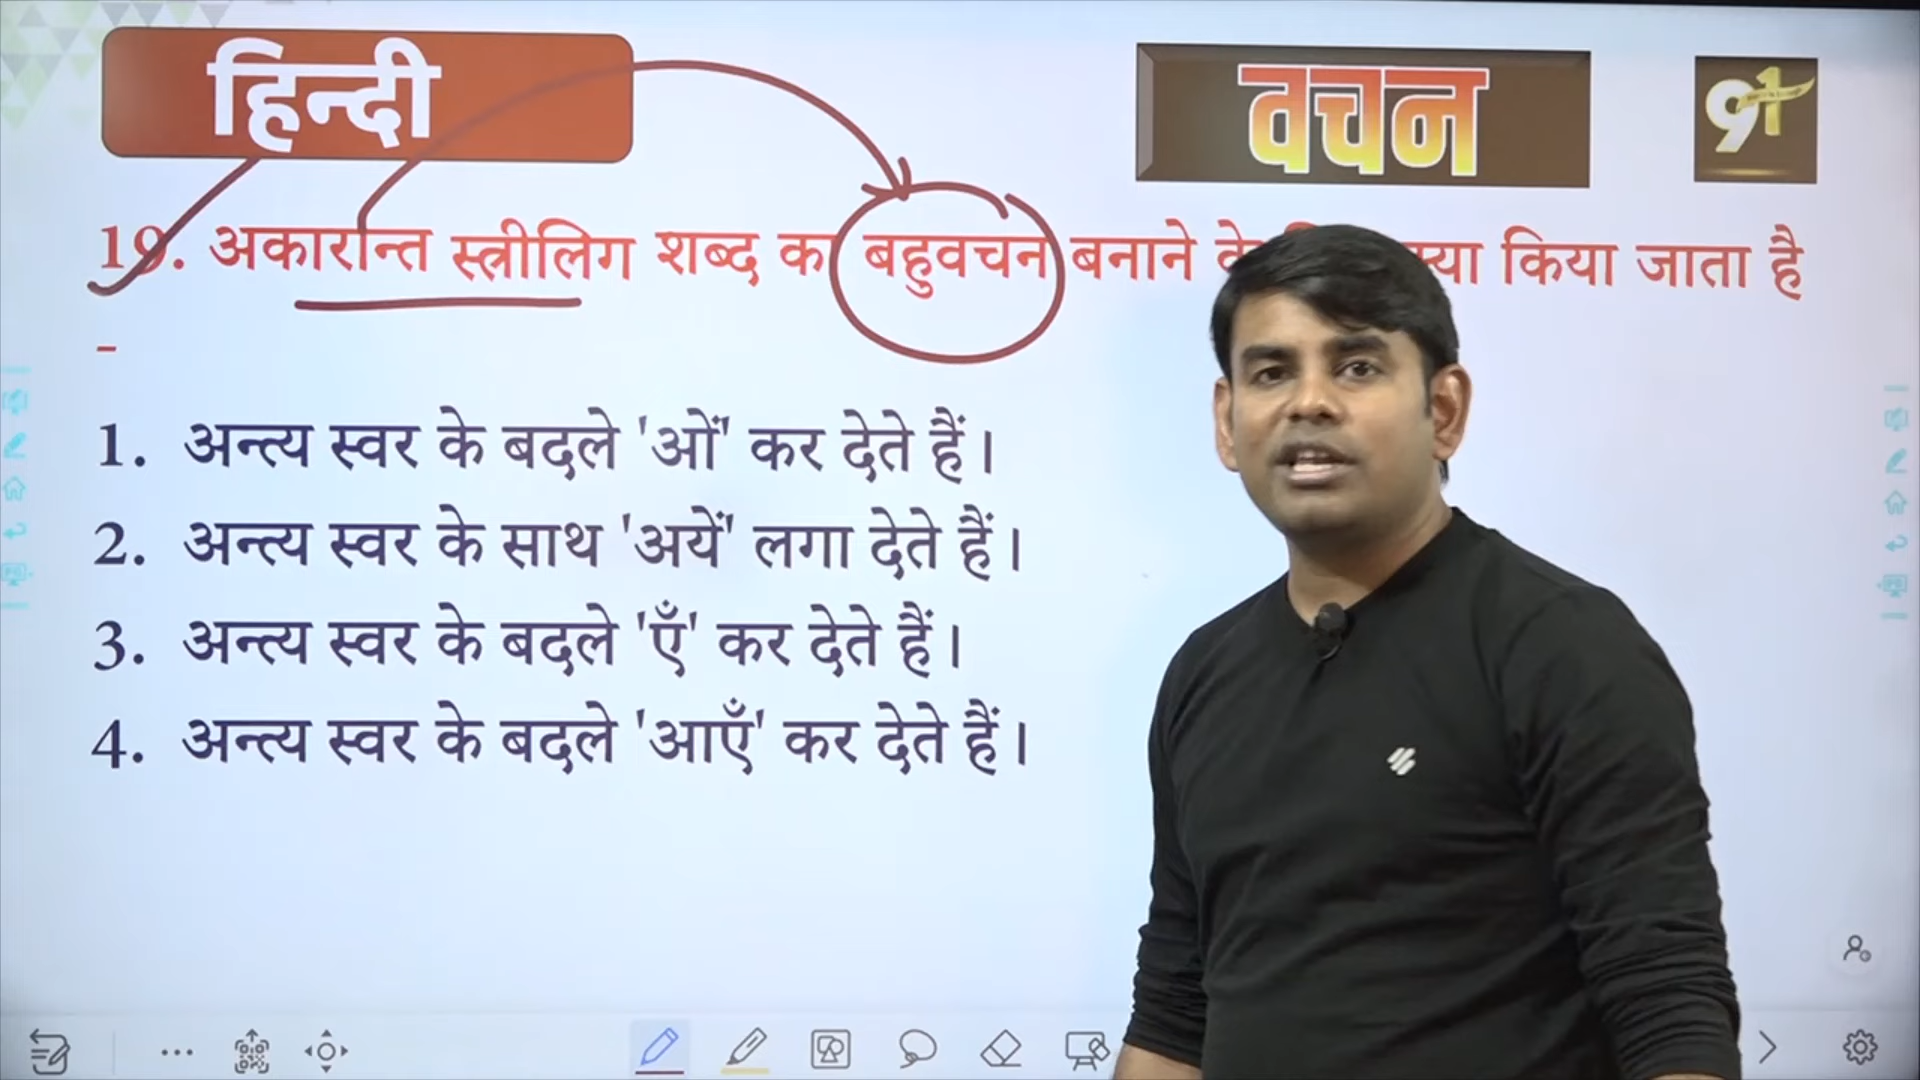 हिन्दी
वचन
91
19. अकारान्त स्त्रीलिग शब्द का बहुवचन बनाने के क्या किया जाता है
-
1. अन्त्य स्वर के बदले 'ओं' कर देते हैं।
2. अन्त्य स्वर के साथ 'अयें' लगा देते हैं।
3. अन्त्य स्वर के बदले 'एँ' कर देते हैं।
4. अन्त्य स्वर के बदले 'आएँ' कर देते हैं।